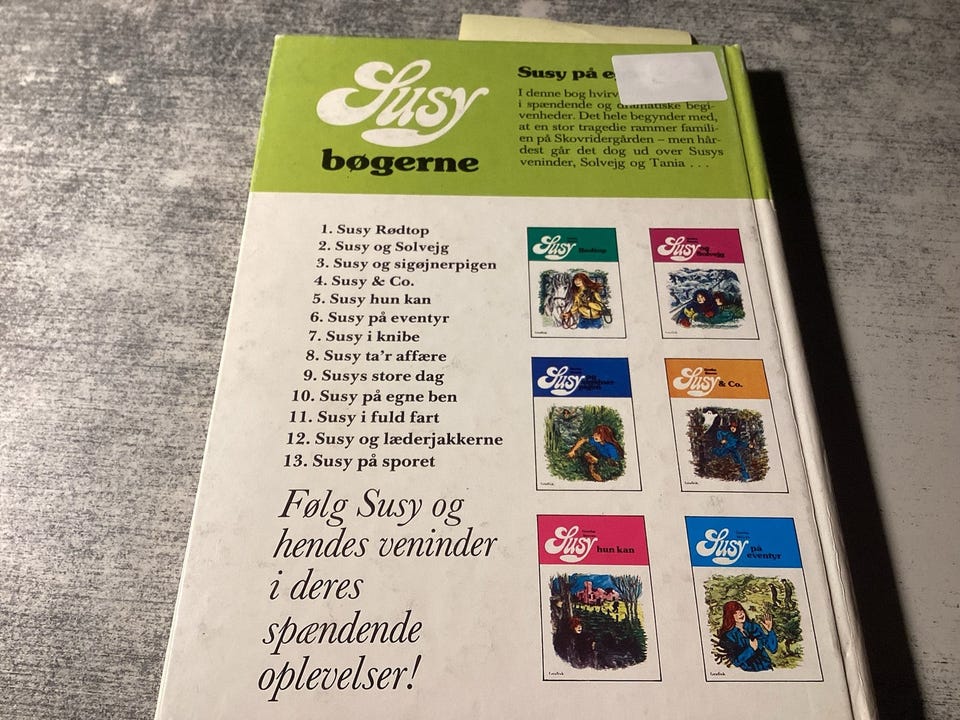 Susy
bøgerne
Susy på
I denne bog
i spændende og dramatiske begi-
venheder. Det hele begynder med,
at en stor tragedie rammer famili-
en på Skovridergården – men hår-
dest går det dog ud over Susys
veninder, Solvejg og Tania . . .
1. Susy Rødtop
2. Susy og Solvejg
3. Susy og sigøjnerpigen
4. Susy & Co.
5. Susy hun kan
6. Susy på eventyr
7. Susy i knibe
8. Susy ta'r affære
9. Susys store dag
10. Susy på egne ben
11. Susy i fuld fart
12. Susy og læderjakkerne
13. Susy på sporet
Følg Susy og
hendes veninder
i deres
spændende
oplevelser!
Susy Rødtop
Susy og
Solvejg
Susy og
sigøjner-
pigen
Susy & Co.
Susy hun kan
Susy på
eventyr